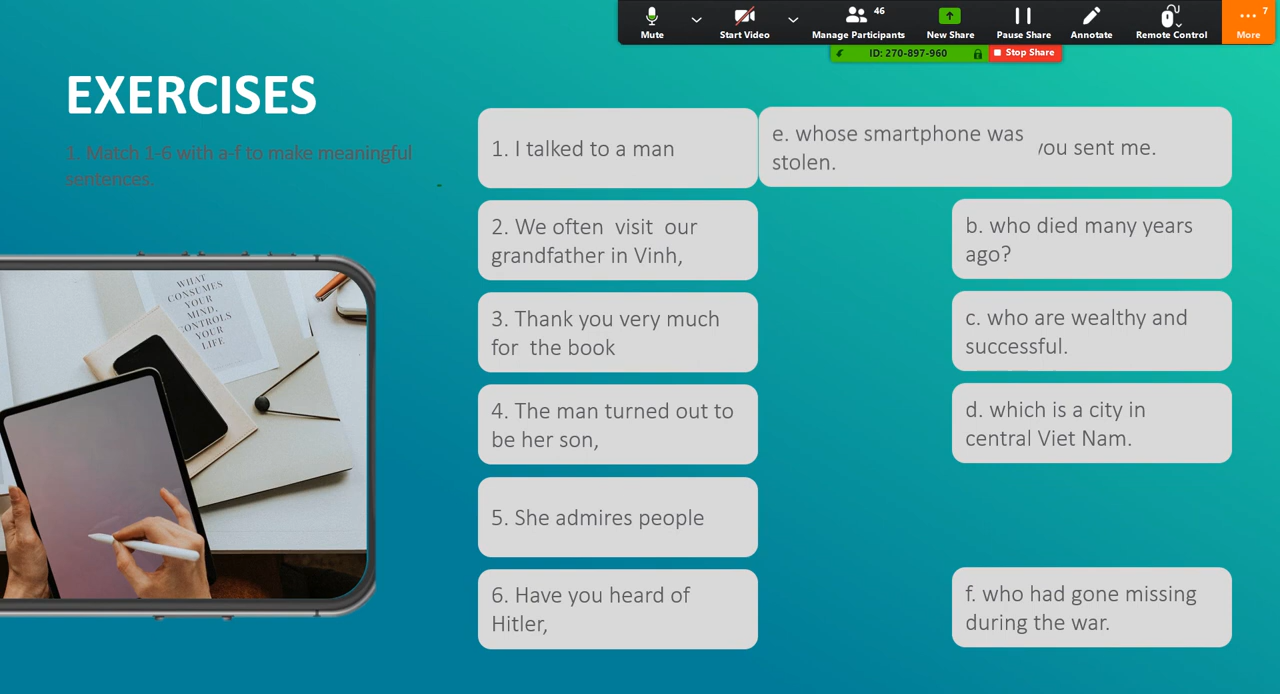 46
7
Mute
Start Video
Manage Participants
New Share
Pause Share
Annotate
Remote Control
More
ID: 270-897-960
Stop Share
EXERCISES
1. Match 1-6 with a-f to make meaningful
sentences.
WHAT
CONSUMES
YOUR
MIND,
CONTROLS
YOUR
LIFE
1. I talked to a man
e. whose smartphone was
stolen.
you sent me.
2. We often visit our
grandfather in Vinh,
b. who died many years
ago?
3. Thank you very much
for the book
c. who are wealthy and
successful.
4. The man turned out to
be her son,
d. which is a city in
central Viet Nam.
5. She admires people
6. Have you heard of
Hitler,
f. who had gone missing
during the war.